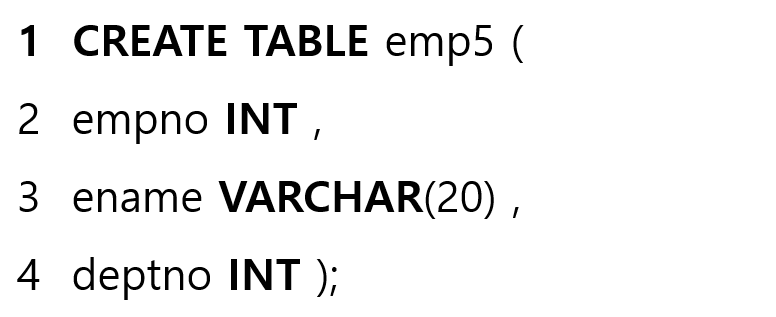 1 CREATE TABLE emp5 (
2 empno INT ,
3 ename VARCHAR(20) ,
4 deptno INT );